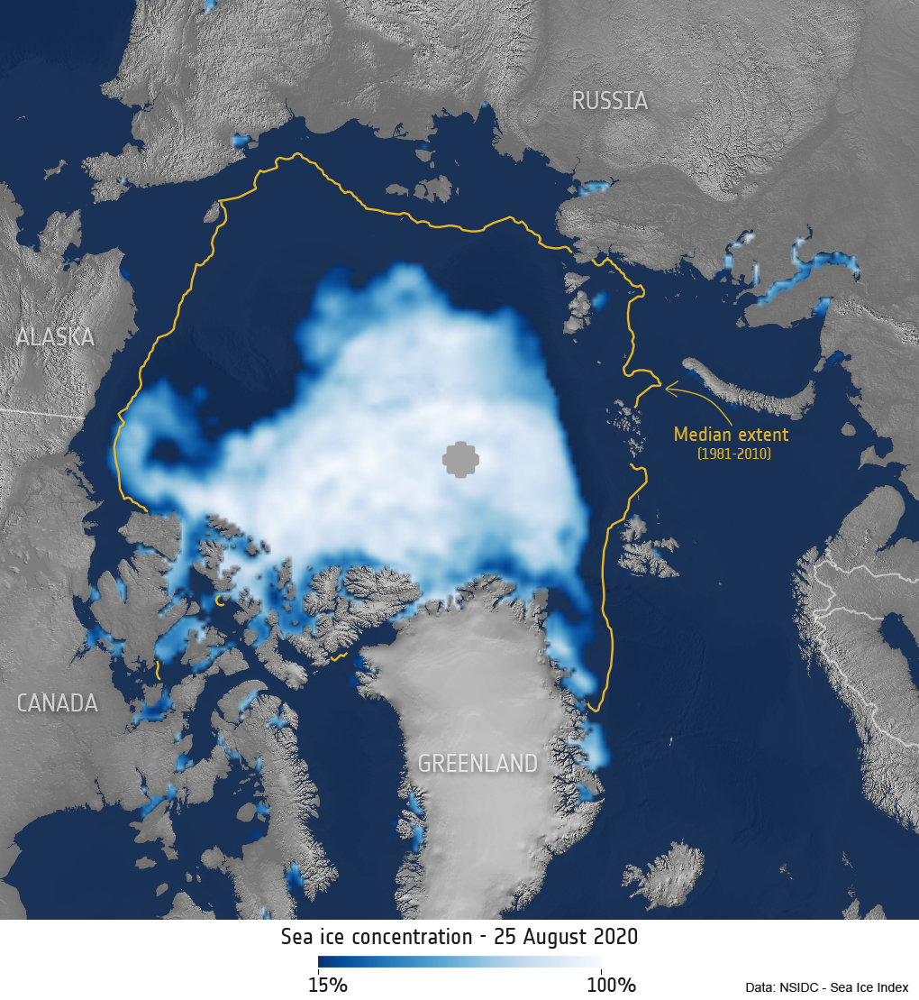 RUSSIA
ALASKA
Median extent
(1981-2010)
CANADA
GREENLAND
Sea ice concentration - 25 August 2020
15%
100%
Data: NSIDC - Sea Ice Index